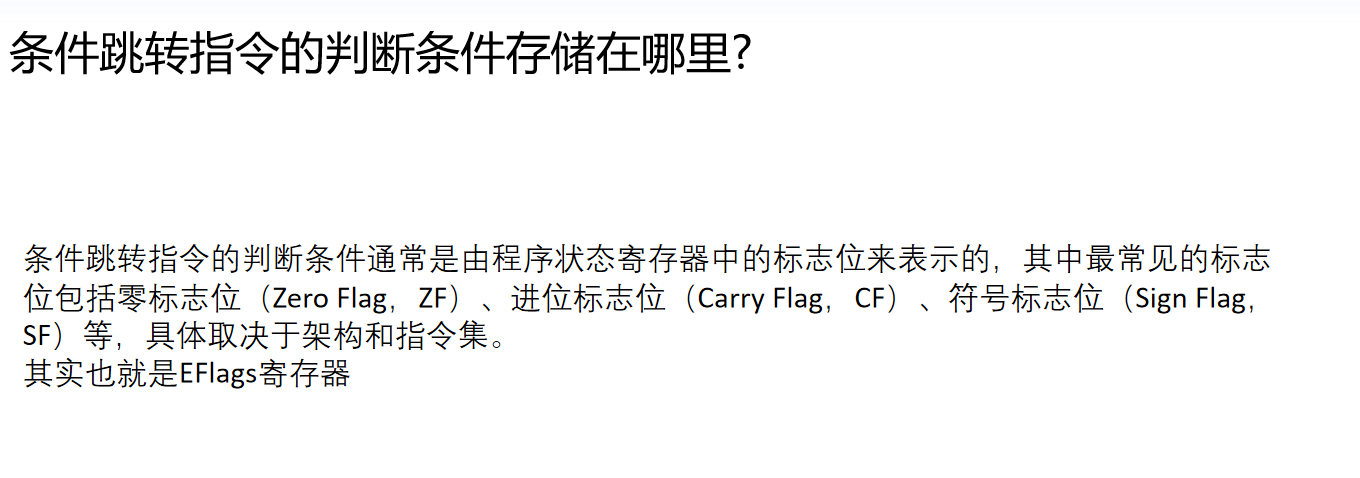 条件跳转指令的判断条件存储在哪里?
条件跳转指令的判断条件通常是由程序状态寄存器中的标志位来表示的，其中最常见的标志
位包括零标志位（Zero Flag，ZF）、进位标志位（Carry Flag，CF）、符号标志位（Sign Flag，
SF）等，具体取决于架构和指令集。
其实也就是EFlags寄存器